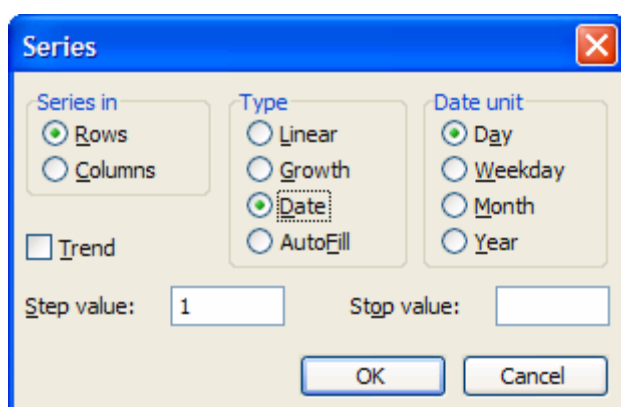 Series
Series in
Rows
Columns
Trend
Type
Linear
Growth
Date
AutoFill
Date unit
Day
Weekday
Month
Year
Step value: 1
Stop value:
OK Cancel